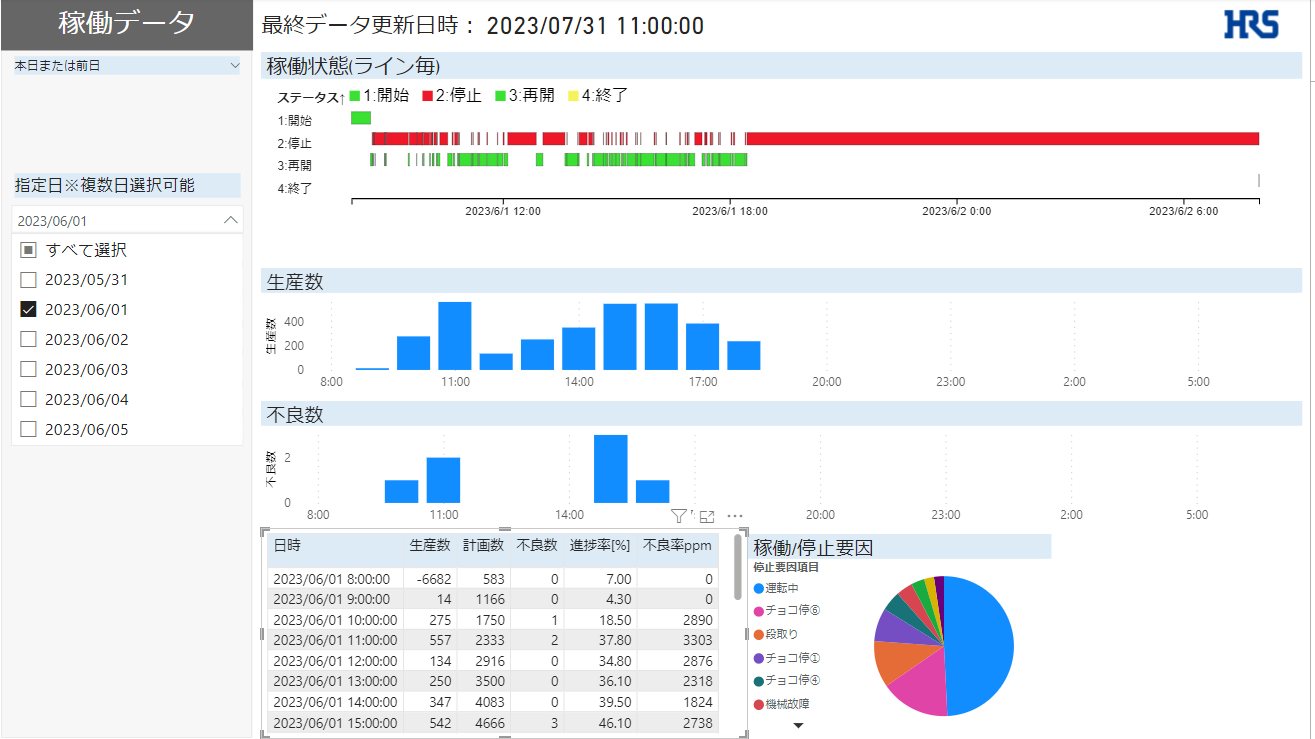 稼働データ
最終データ更新日時： 2023/07/31 11:00:00
HRS
本日または前日
指定日※複数日選択可能
2023/06/01
すべて選択
2023/05/31
2023/06/01
2023/06/02
2023/06/03
2023/06/04
2023/06/05
稼働状態(ライン毎)
ステータス↑ 1:開始 2:停止 3:再開 4:終了
1:開始
2:停止
3:再開
4:終了
2023/6/1 12:00 2023/6/1 18:00 2023/6/2 0:00 2023/6/2 6:00
生産数
生産数
400
200
0
8:00 11:00 14:00 17:00 20:00 23:00 2:00 5:00
不良数
不良数
2
0
8:00 11:00 14:00 20:00 23:00 2:00 5:00
日時 生産数 計画数 不良数 進捗率[%] 不良率ppm
2023/06/01 8:00:00 -6682 583 0 7.00 0
2023/06/01 9:00:00 14 1166 0 4.30 0
2023/06/01 10:00:00 275 1750 1 18.50 2890
2023/06/01 11:00:00 557 2333 2 37.80 3303
2023/06/01 12:00:00 134 2916 0 34.80 2876
2023/06/01 13:00:00 250 3500 0 36.10 2318
2023/06/01 14:00:00 347 4083 0 39.50 1824
2023/06/01 15:00:00 542 4666 3 46.10 2738
稼働/停止要因
停止要因項目
運転中
チョコ停⑥
段取り
チョコ停①
チョコ停④
機械故障